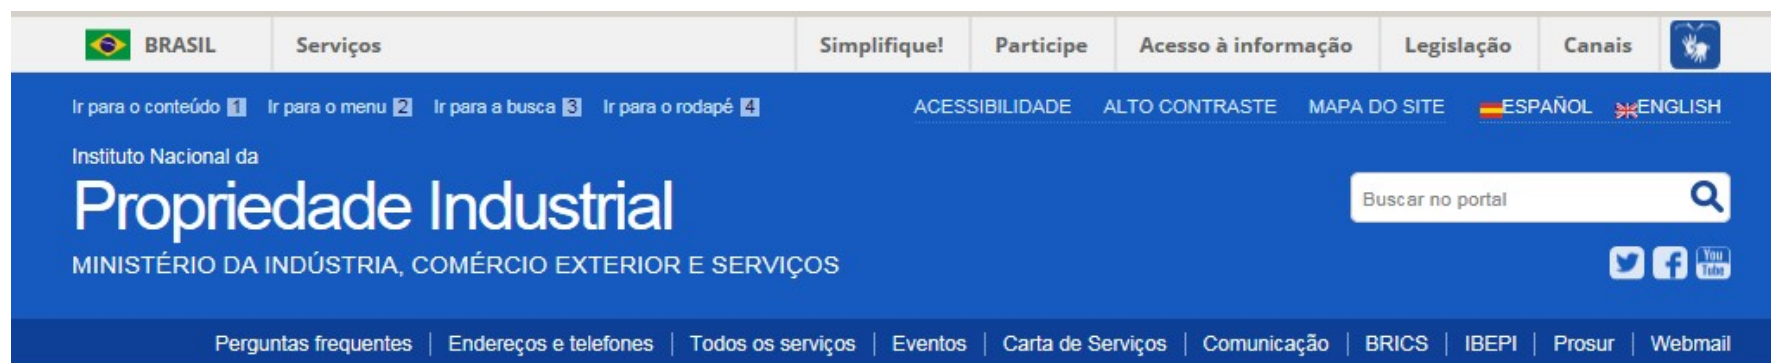 BRASIL Serviços Simplifique! Participe Acesso à informação Legislação Canais
Ir para o conteúdo 1 Ir para o menu 2 Ir para a busca 3 Ir para o rodapé 4 ACESSIBILIDADE ALTO CONTRASTE MAPA DO SITE ESPAÑOL ENGLISH
Instituto Nacional da
Propriedade Industrial
Buscar no portal
MINISTÉRIO DA INDÚSTRIA, COMÉRCIO EXTERIOR E SERVIÇOS
You Tube
Perguntas frequentes | Endereços e telefones | Todos os serviços | Eventos | Carta de Serviços | Comunicação | BRICS | IBEPI | Prosur | Webmail